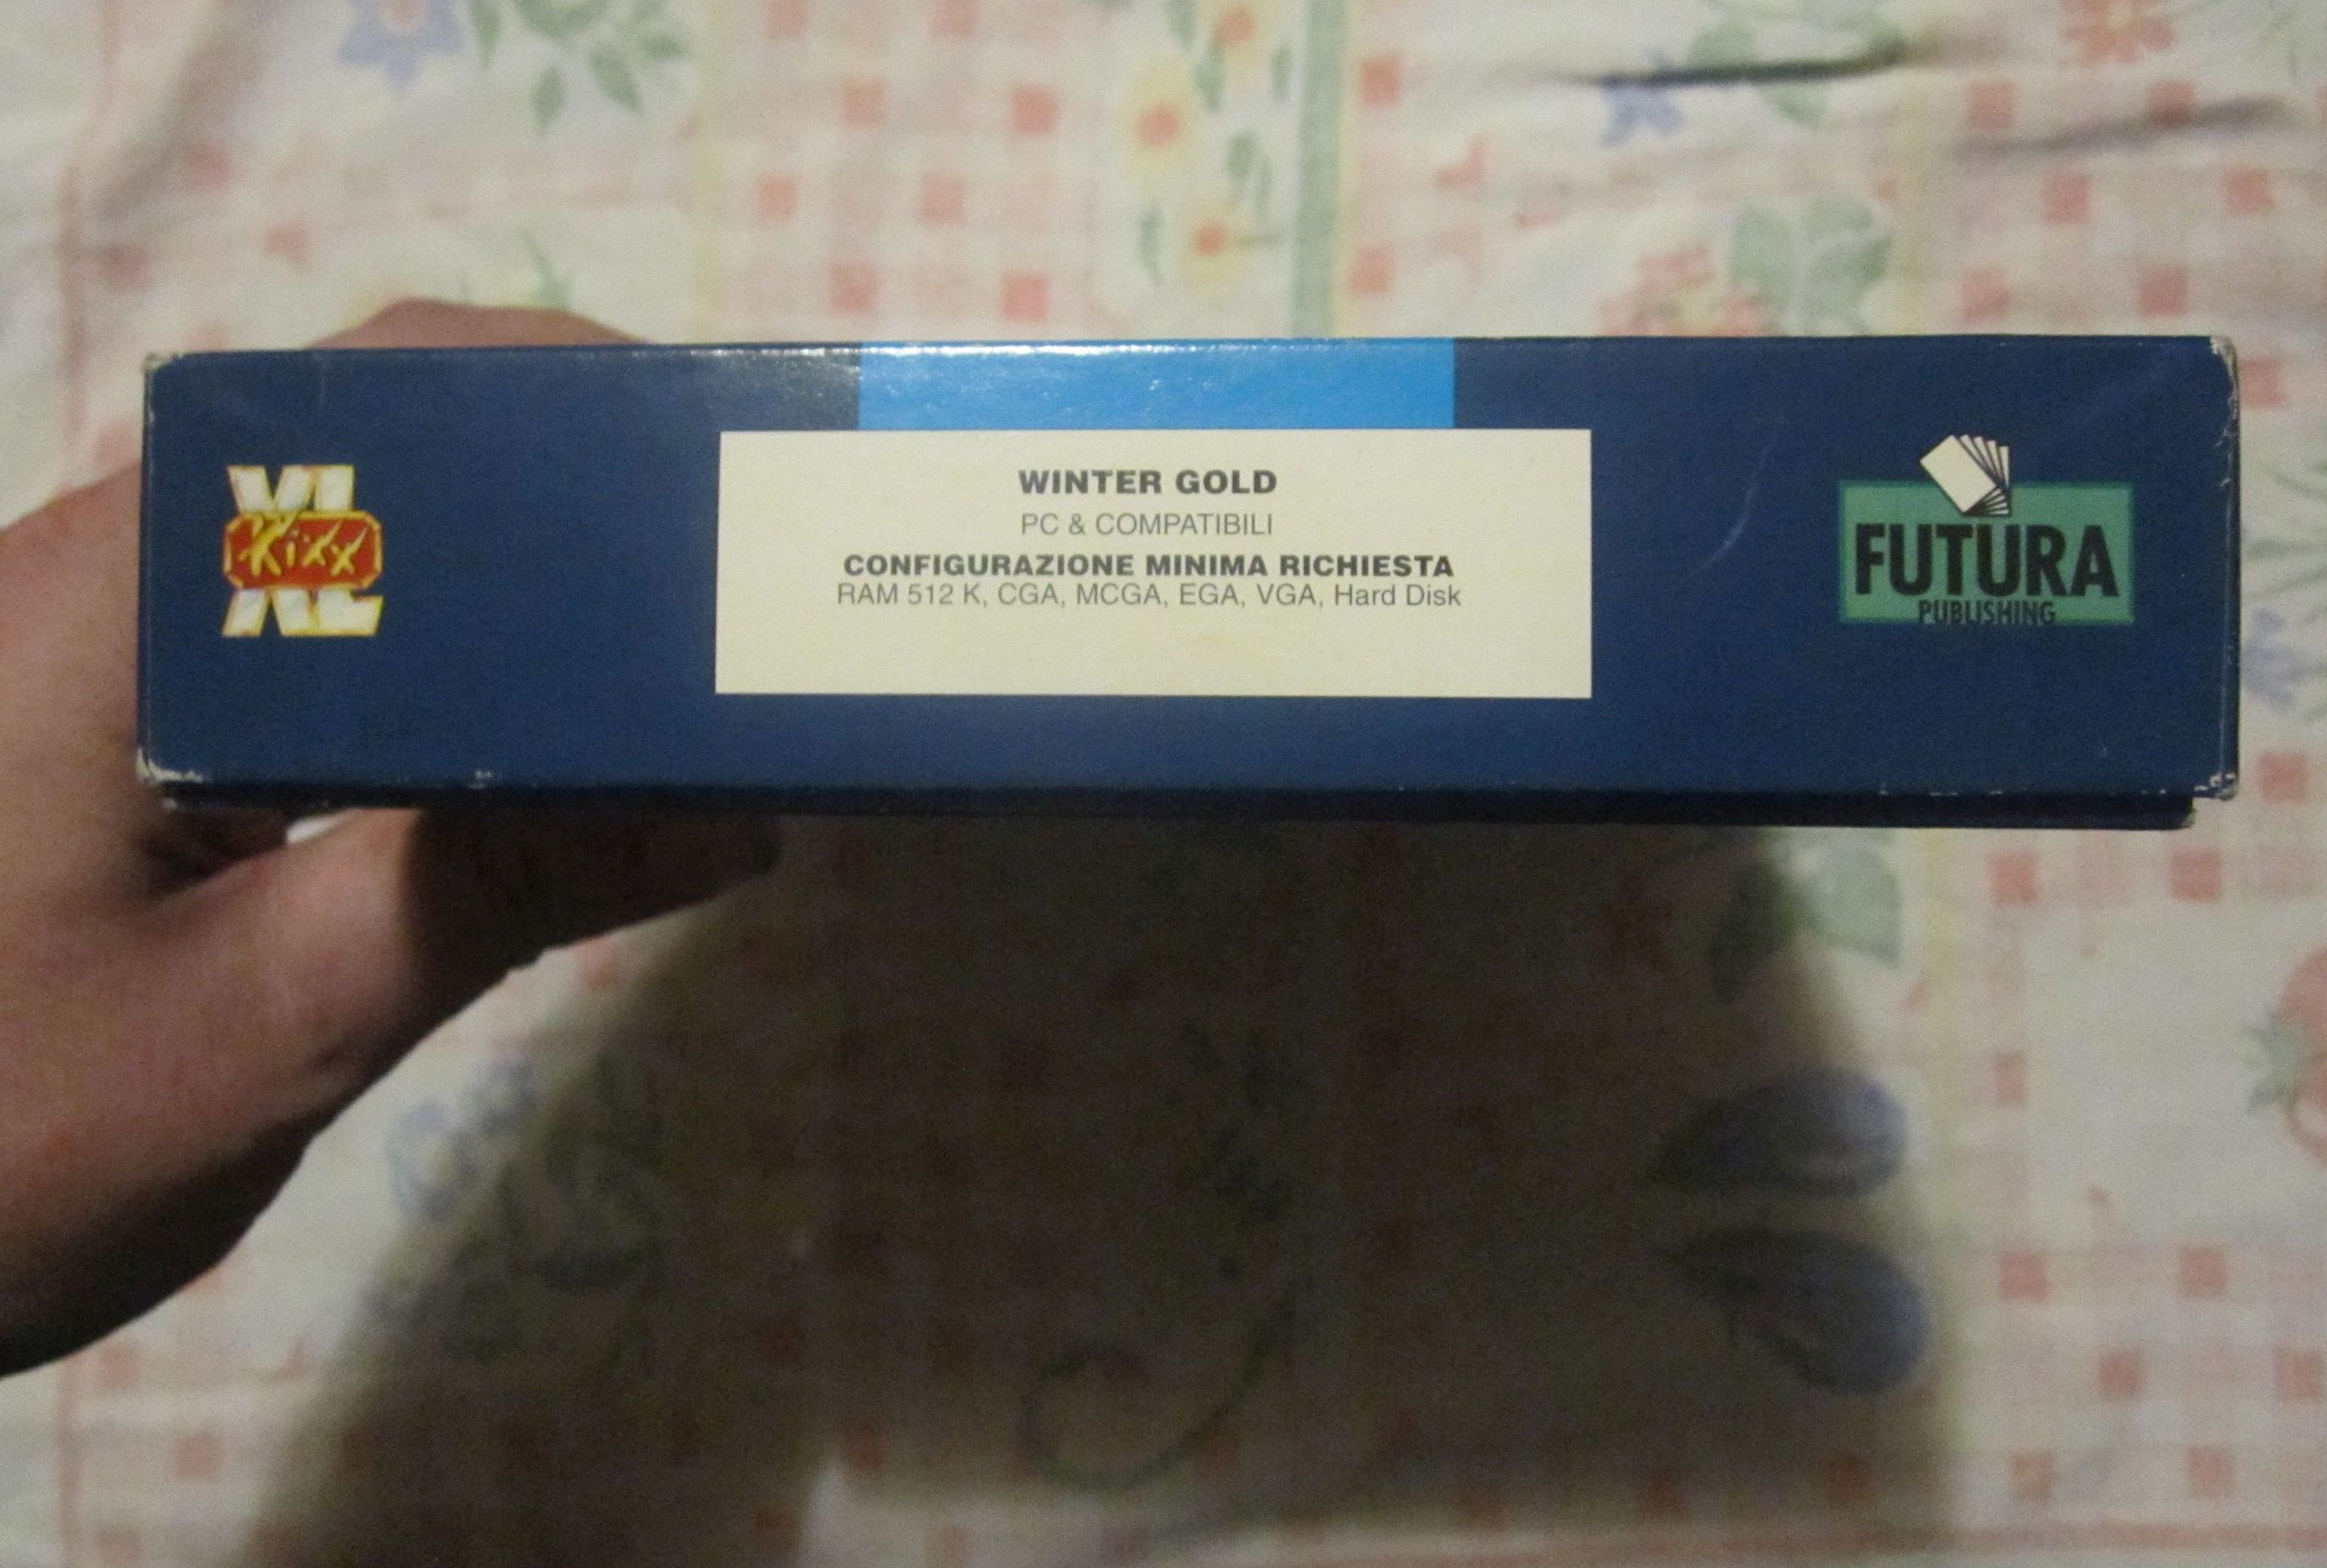 WINTER GOLD
PC & COMPATIBILI
CONFIGURAZIONE MINIMA RICHIESTA
RAM 512 K, CGA, MCGA, EGA, VGA, Hard Disk
XL
Kixx
FUTURA
PUBLISHING